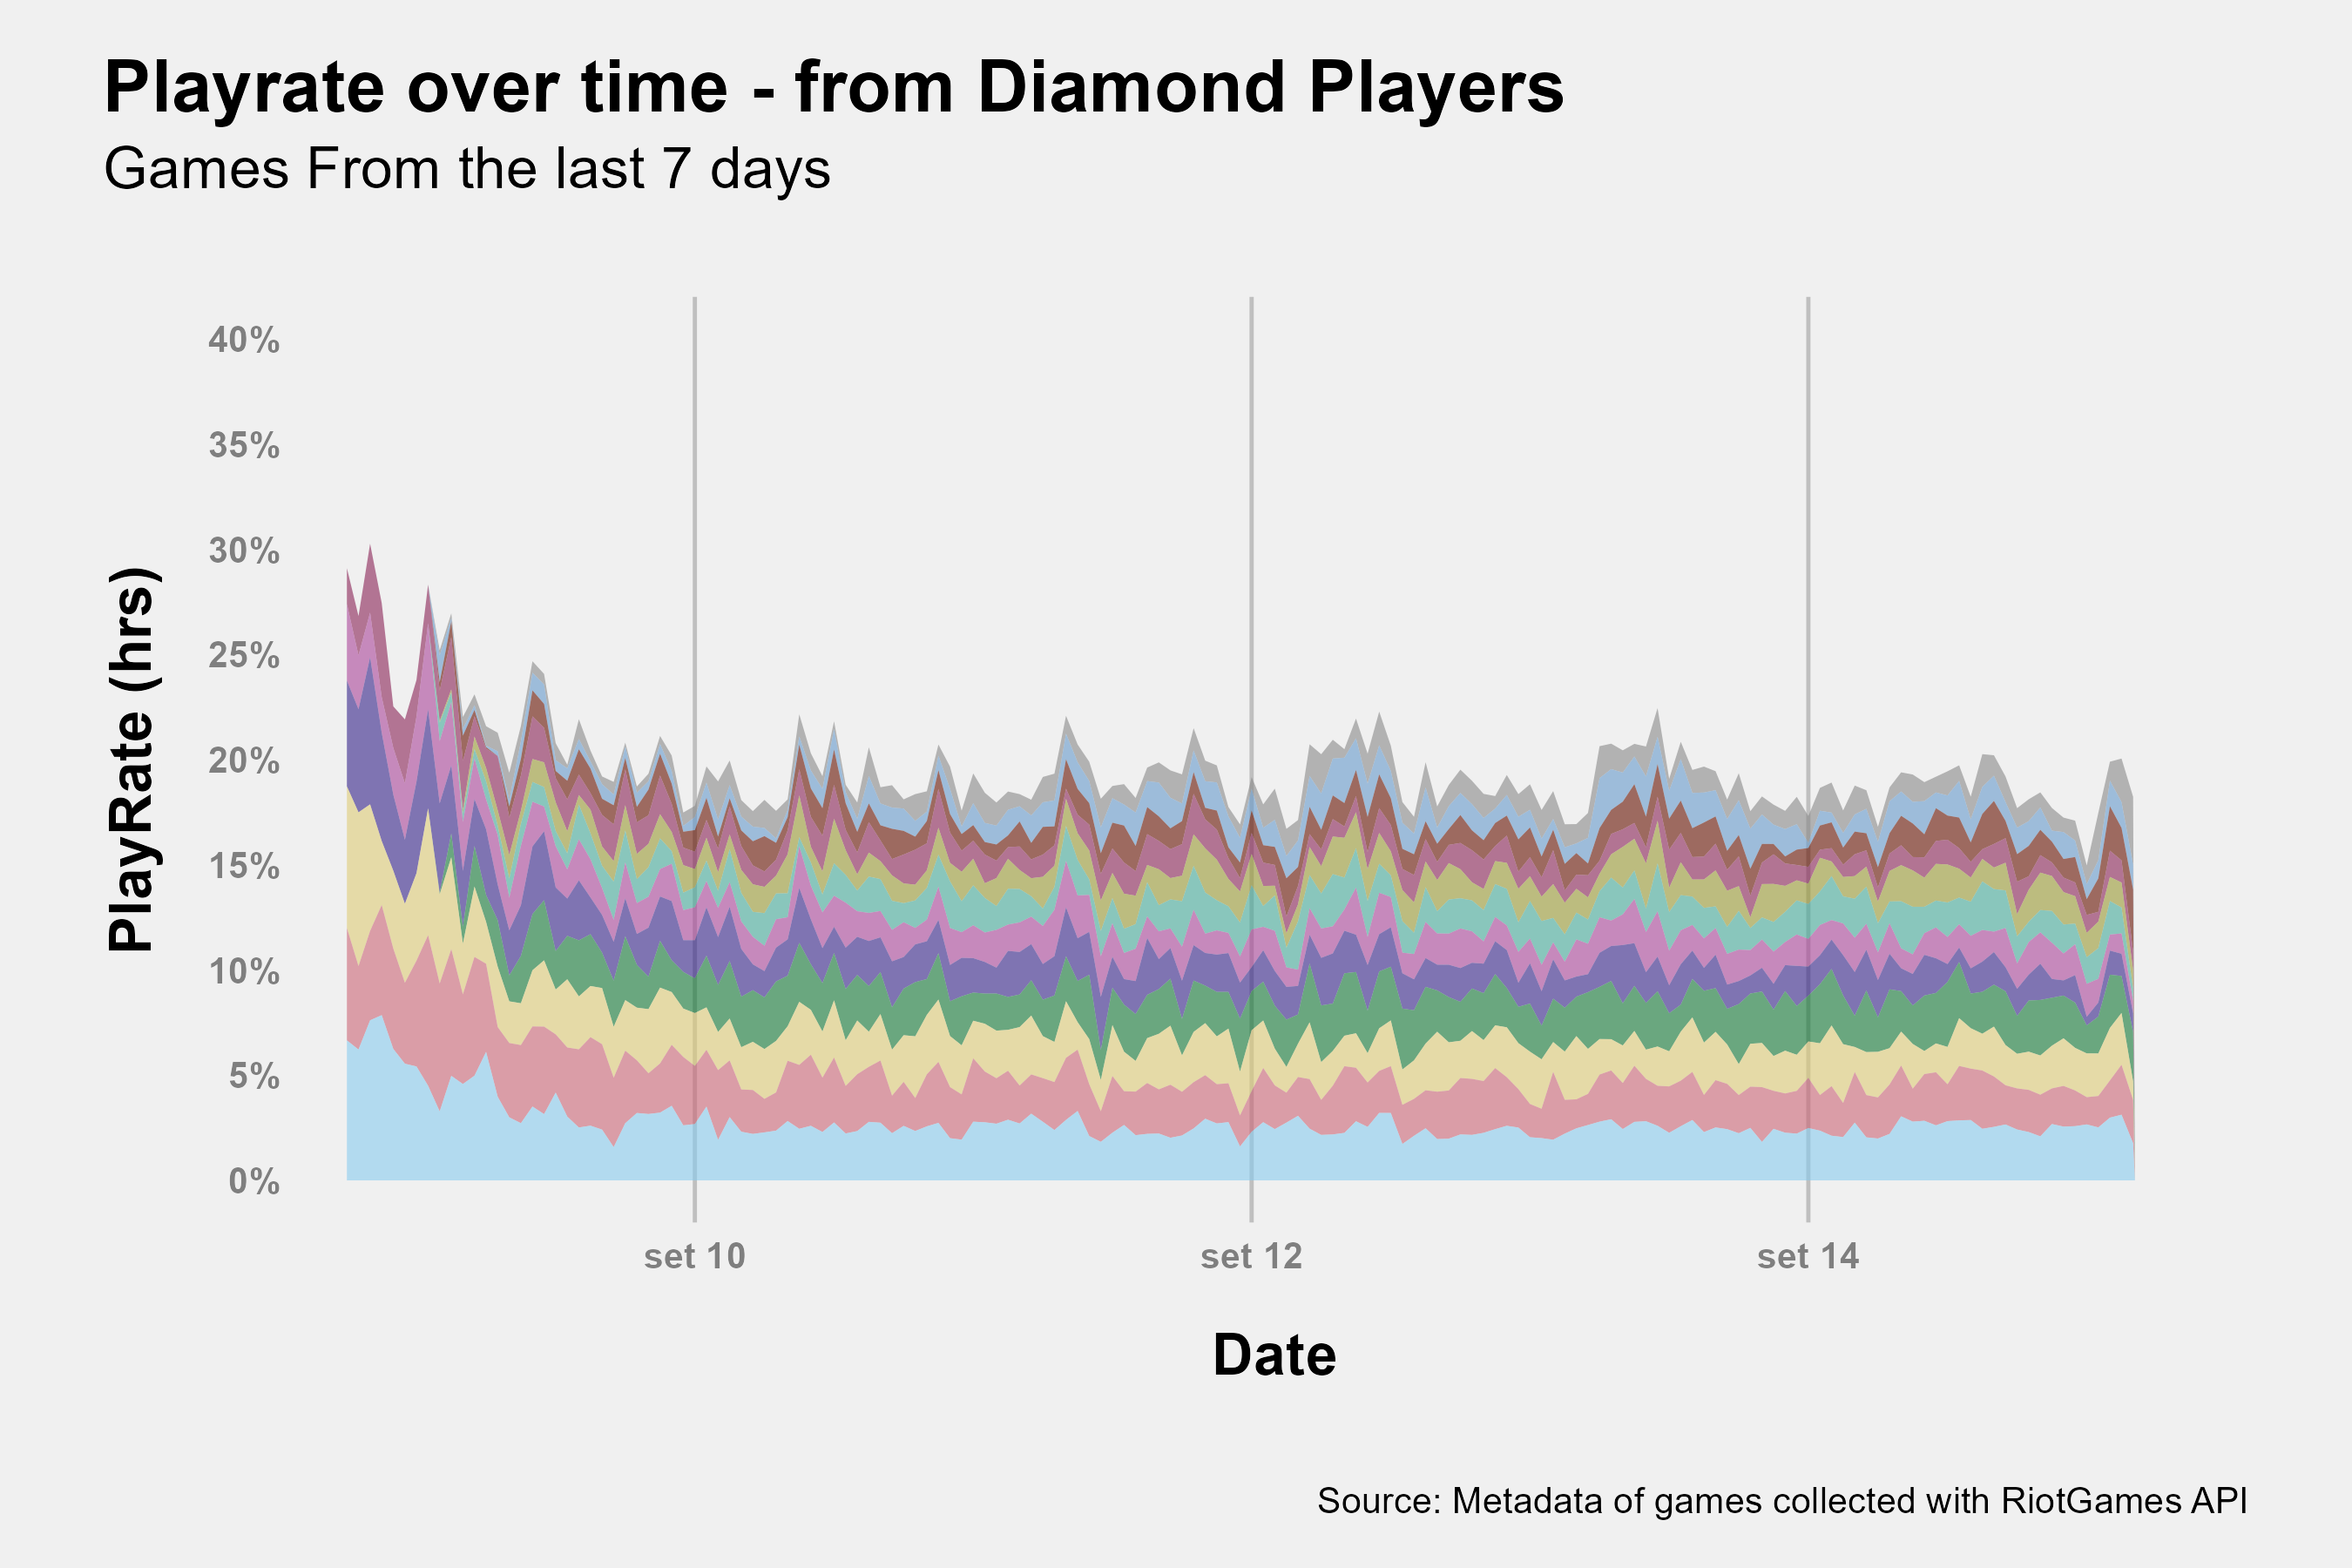 Playrate over time - from Diamond Players
Games From the last 7 days
40%
35%
30%
25%
20%
15%
10%
5%
0%
PlayRate (hrs)
set 10
set 12
set 14
Date
Source: Metadata of games collected with RiotGames API